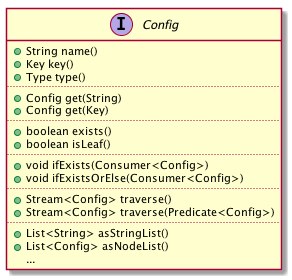 I Config
String name()
Key key()
Type type()
Config get(String)
Config get(Key)
boolean exists()
boolean isLeaf()
void ifExists(Consumer<Config>)
void ifExistsOrElse(Consumer<Config>)
Stream<Config> traverse()
Stream<Config> traverse(Predicate<Config>)
List<String> asStringList()
List<Config> asNodeList()
...